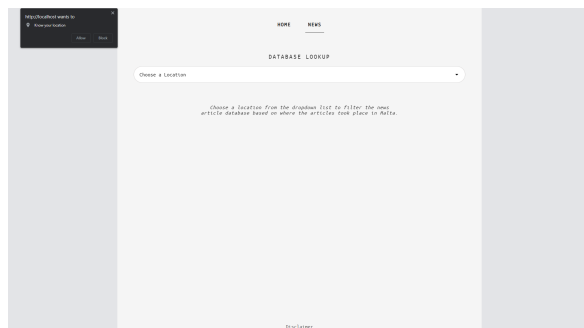 http://localhost wants to
Know your location
Allow Block
HOME NEWS
DATABASE LOOKUP
Choose a Location
Choose a location from the dropdown list to filter the news
article database based on where the articles took place in Malta.
Disclaimer